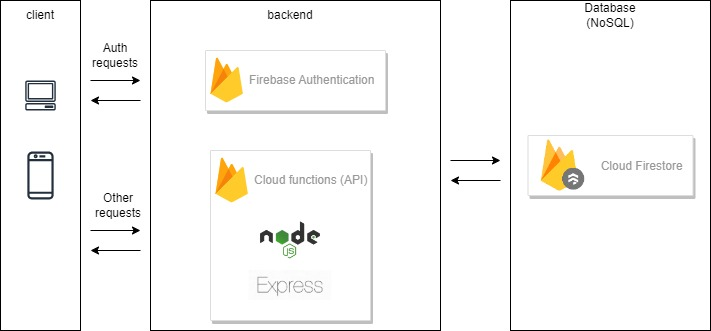 client
backend
Database
(NoSQL)
Auth
requests
Firebase Authentication
Cloud functions (API)
Cloud Firestore
Other
requests
node
JS
Express